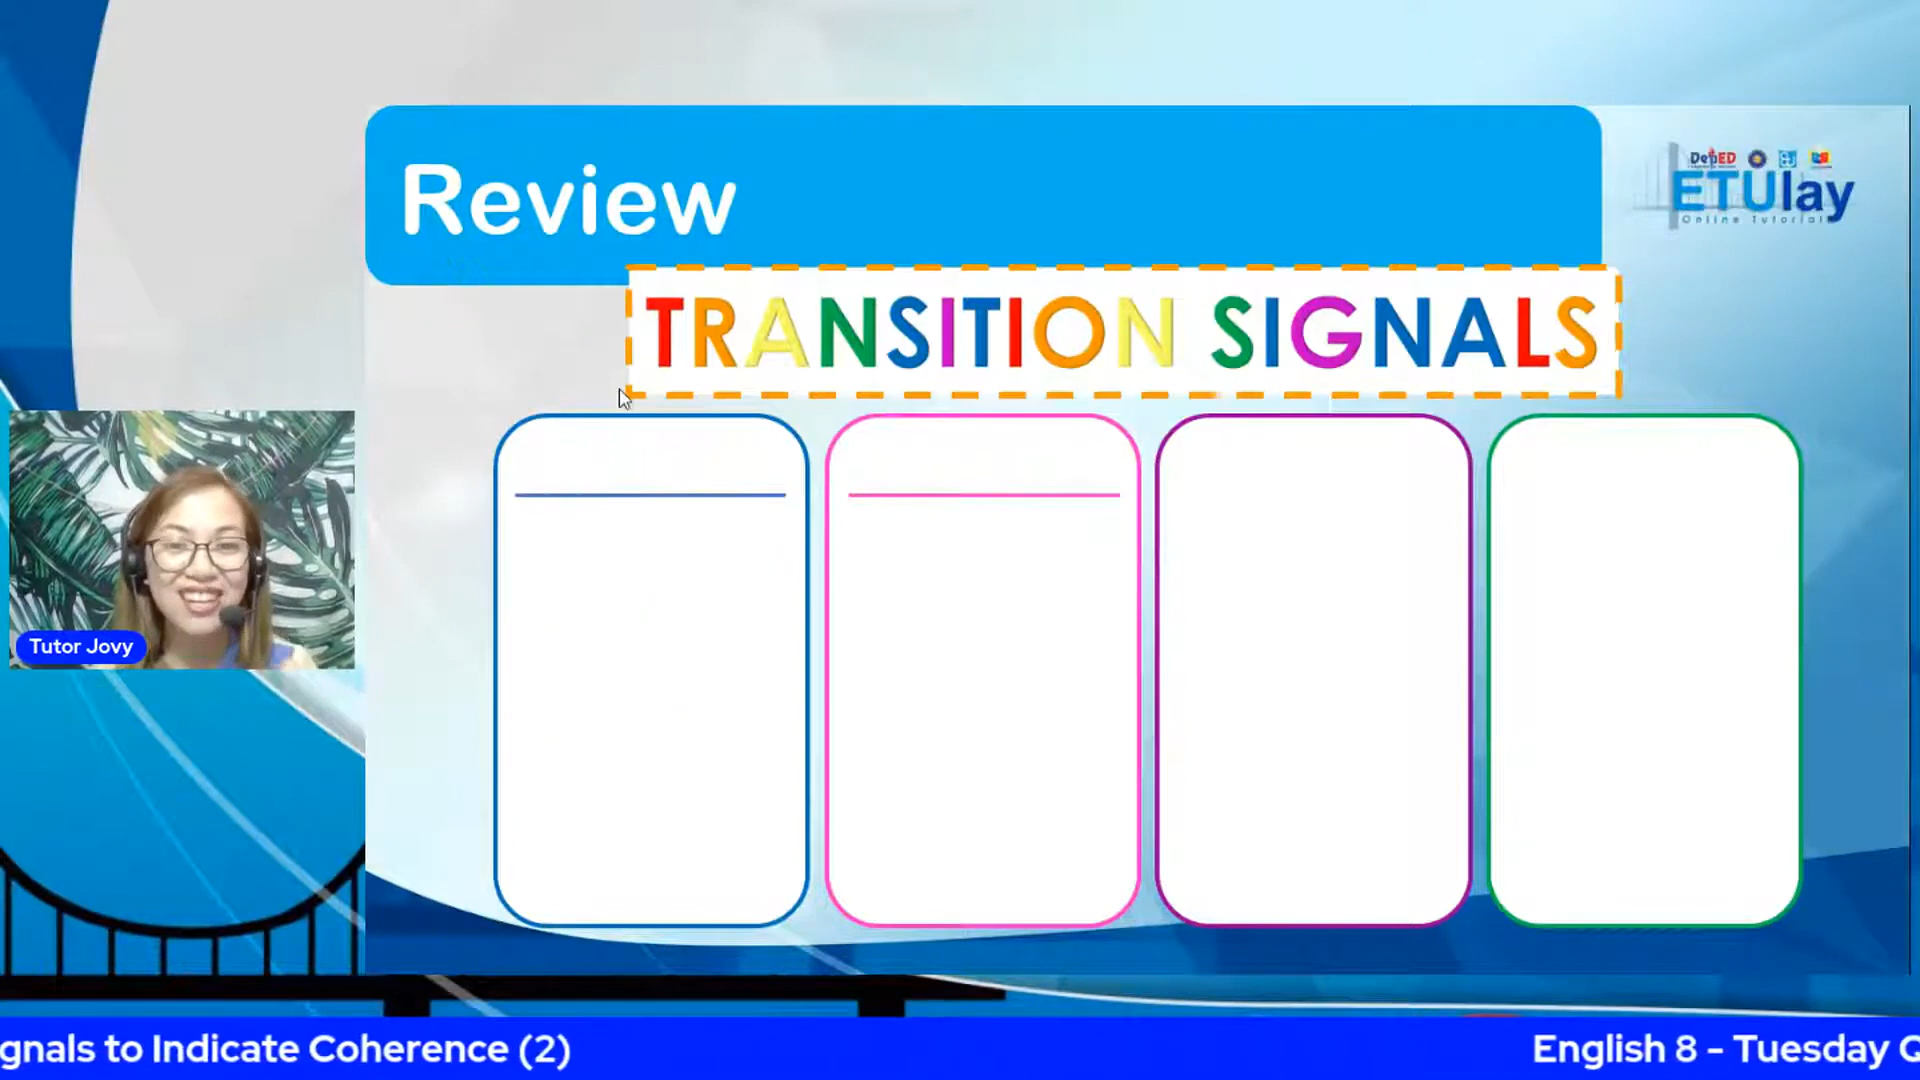 Review
DepED
ETUlay
Online Tutorial
TRANSITION SIGNALS
Tutor Jovy
gnals to Indicate Coherence (2)
English 8 - Tuesday Q